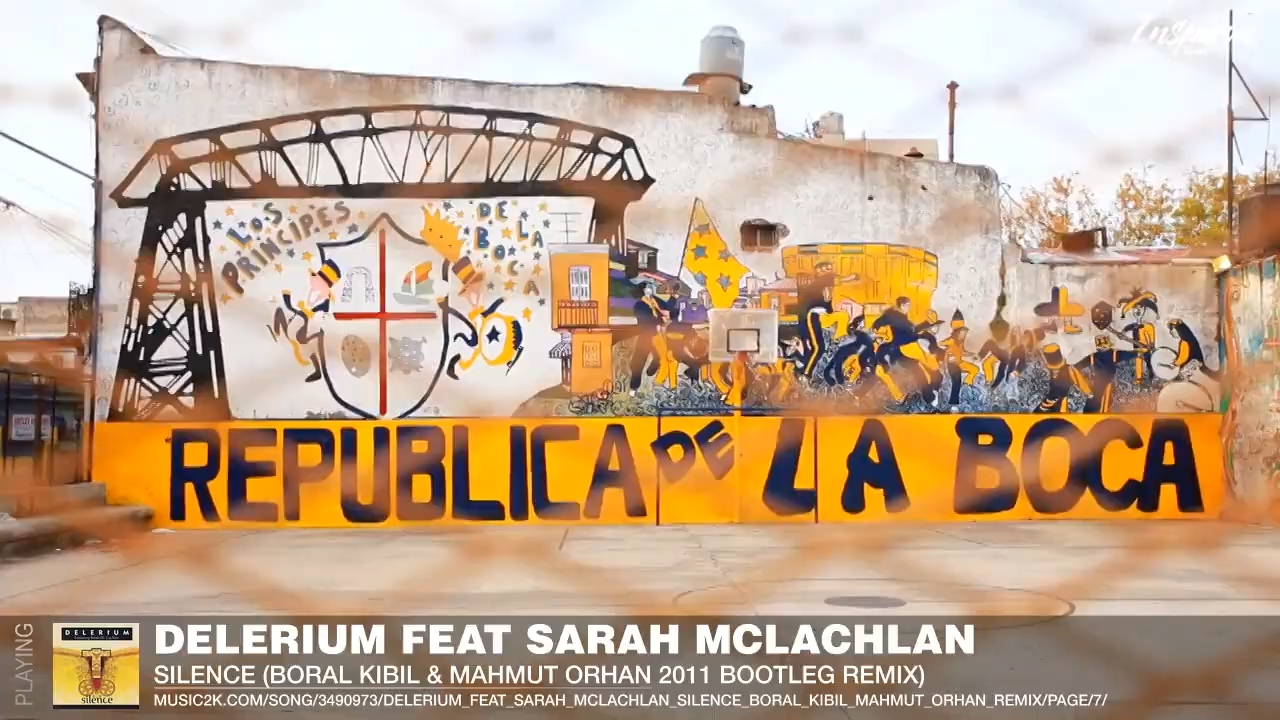 LOS
PRINCIPES
DE
LA
BOCA
REPUBLICA DE LA BOCA
PLAYING
DELERIUM
silence
DELERIUM FEAT SARAH MCLACHLAN
SILENCE (BORAL KIBIL & MAHMUT ORHAN 2011 BOOTLEG REMIX)
MUSIC2K.COM/SONG/3490973/DELERIUM_FEAT_SARAH_MCLACHLAN_SILENCE_BORAL_KIBIL_MAHMUT_ORHAN_REMIX/PAGE/7/